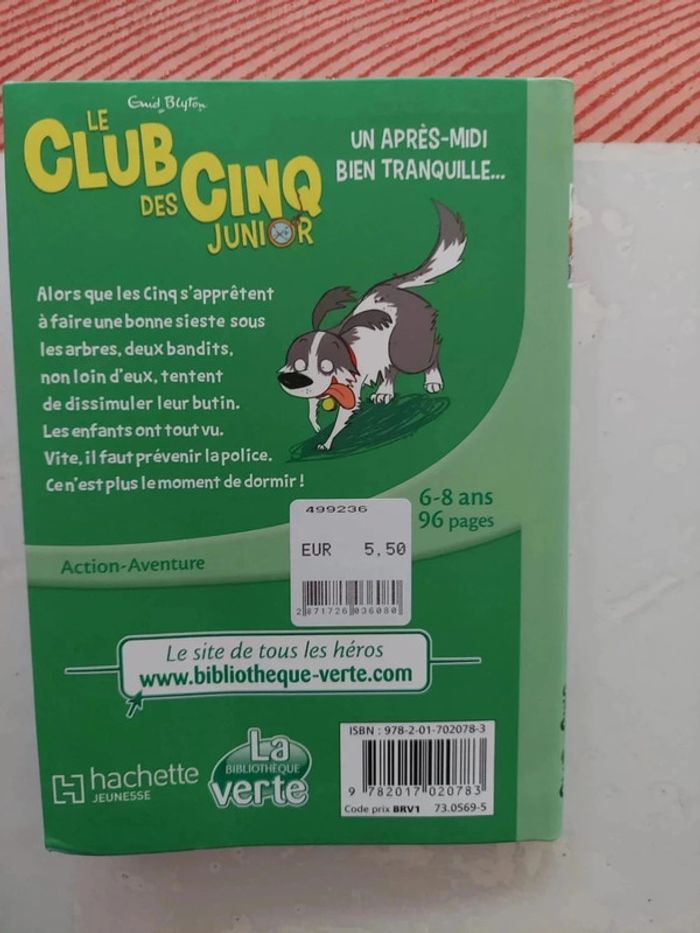 Enid Blyton
LE
CLUB
DES CINQ
JUNIOR
UN APRÈS-MIDI
BIEN TRANQUILLE...
Alors que les Cinq s'apprêtent
à faire une bonne sieste sous
les arbres, deux bandits,
non loin d'eux, tentent
de dissimuler leur butin.
Les enfants ont tout vu.
Vite, il faut prévenir la police.
Ce n'est plus le moment de dormir !
6-8 ans
96 pages
499236
EUR 5,50
2 871726 036080
Action-Aventure
Le site de tous les héros
www.bibliotheque-verte.com
hachette
JEUNESSE
La
BIBLIOTHÈQUE
verte
ISBN : 978-2-01-702078-3
9 782017 020783
Code prix BRV1 73.0569-5